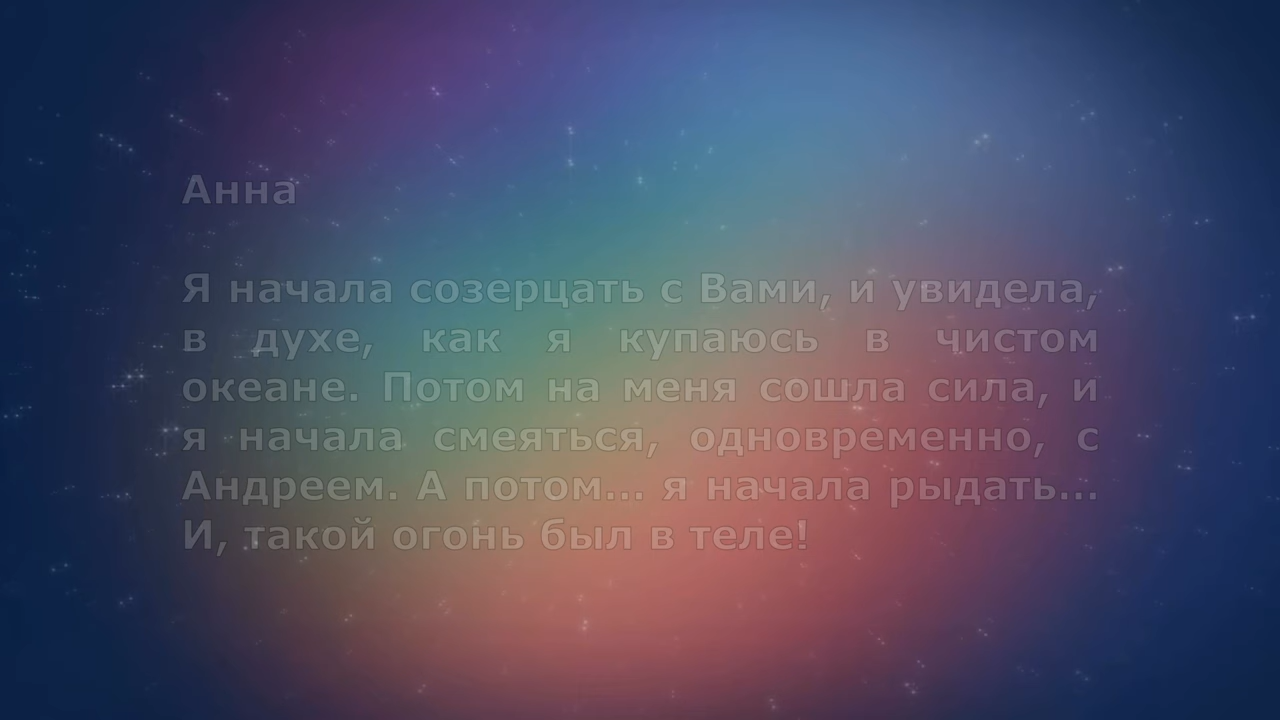 Анна
Я начала созерцать с Вами, и увидела,
в духе, как я купаюсь в чистом
океане. Потом на меня сошла сила, и
я начала смеяться, одновременно, с
Андреем. А потом... я начала рыдать...
И, такой огонь был в теле!